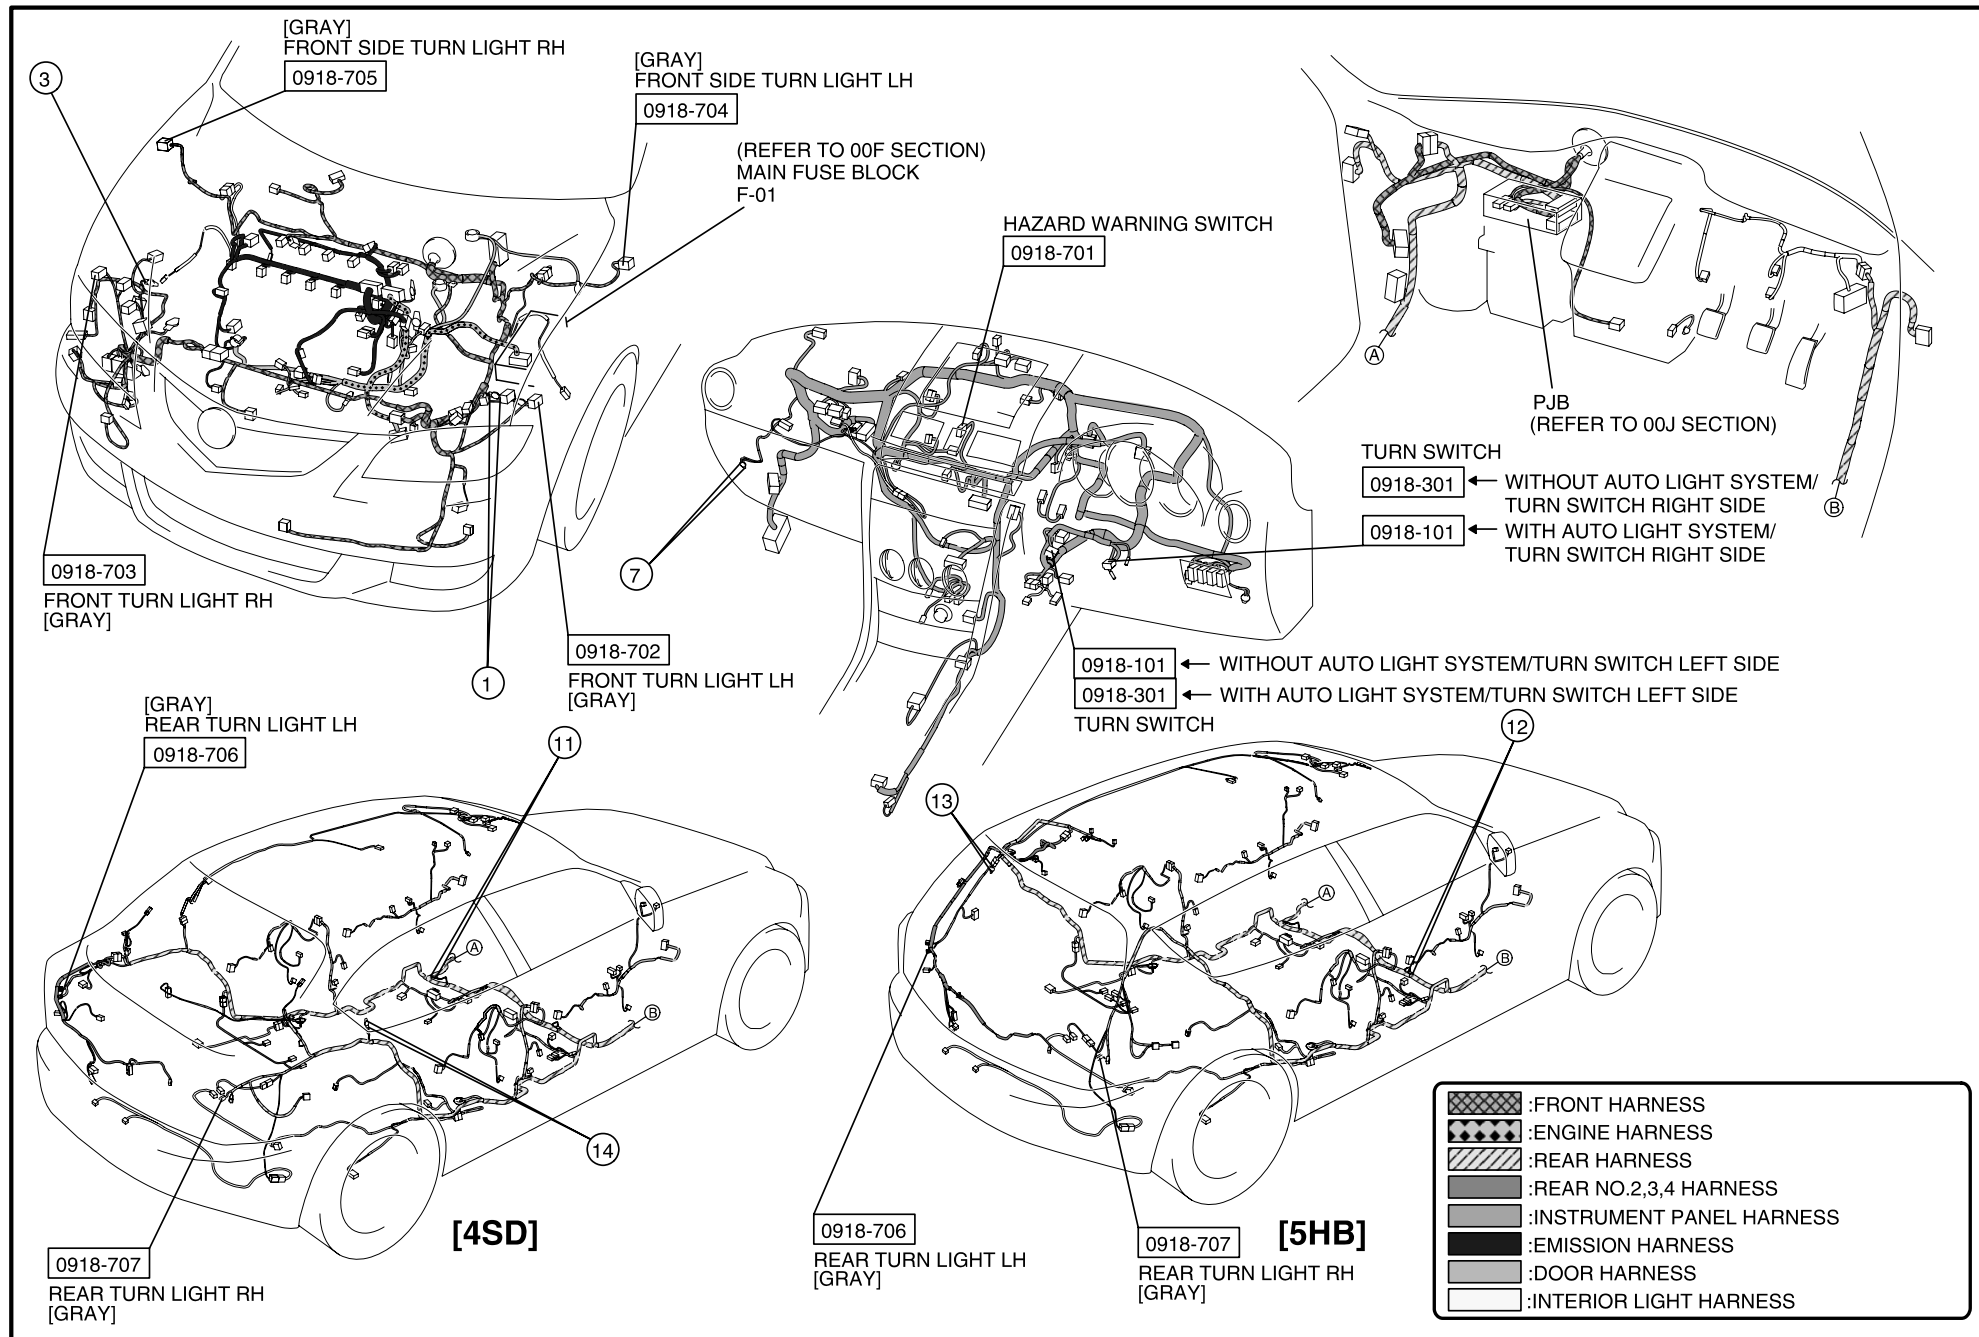 [GRAY]
FRONT SIDE TURN LIGHT RH
0918-705
3
[GRAY]
FRONT SIDE TURN LIGHT LH
0918-704
(REFER TO 00F SECTION)
MAIN FUSE BLOCK
F-01
HAZARD WARNING SWITCH
0918-701
A
B
PJB
(REFER TO 00J SECTION)
TURN SWITCH
0918-301
WITHOUT AUTO LIGHT SYSTEM/
TURN SWITCH RIGHT SIDE
0918-101
WITH AUTO LIGHT SYSTEM/
TURN SWITCH RIGHT SIDE
0918-703
FRONT TURN LIGHT RH
[GRAY]
7
1
0918-702
FRONT TURN LIGHT LH
[GRAY]
0918-101
WITHOUT AUTO LIGHT SYSTEM/TURN SWITCH LEFT SIDE
0918-301
WITH AUTO LIGHT SYSTEM/TURN SWITCH LEFT SIDE
TURN SWITCH
[GRAY]
REAR TURN LIGHT LH
0918-706
11
A
B
14
[4SD]
0918-707
REAR TURN LIGHT RH
[GRAY]
12
13
A
B
0918-706
REAR TURN LIGHT LH
[GRAY]
0918-707
REAR TURN LIGHT RH
[GRAY]
[5HB]
:FRONT HARNESS
:ENGINE HARNESS
:REAR HARNESS
:REAR NO.2,3,4 HARNESS
:INSTRUMENT PANEL HARNESS
:EMISSION HARNESS
:DOOR HARNESS
:INTERIOR LIGHT HARNESS